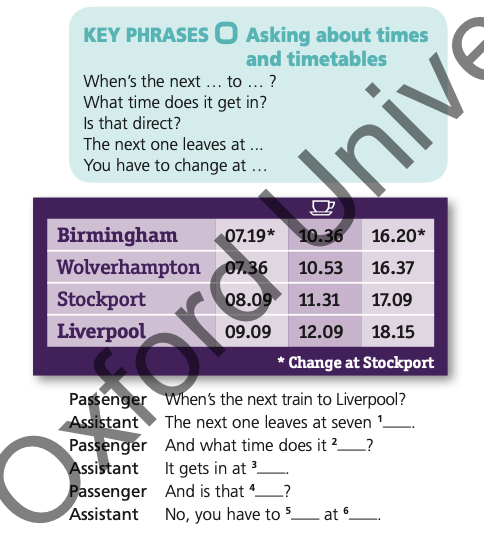 KEY PHRASES Asking about times
and timetables
When's the next … to … ?
What time does it get in?
Is that direct?
The next one leaves at ...
You have to change at …
Birmingham 07.19* 10.36 16.20*
Wolverhampton 07.36 10.53 16.37
Stockport 08.09 11.31 17.09
Liverpool 09.09 12.09 18.15
* Change at Stockport
Passenger When's the next train to Liverpool?
Assistant The next one leaves at seven ¹____.
Passenger And what time does it ²____?
Assistant It gets in at ³____.
Passenger And is that ⁴____?
Assistant No, you have to ⁵____ at ⁶____.
Oxford Unive